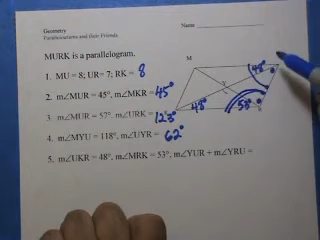 Geometry
Parallelograms and their Friends
Name
MURK is a parallelogram.
1. MU = 8; UR= 7; RK = 8
2. m∠MUR = 45°, m∠MKR = 45°
3. m∠MUR = 57° m∠URK = 123°
4. m∠MYU = 118°, m∠UYR = 62°
5. m∠UKR = 48°, m∠MRK = 53°, m∠YUR + m∠YRU =
M
48°
Y
48°
53°